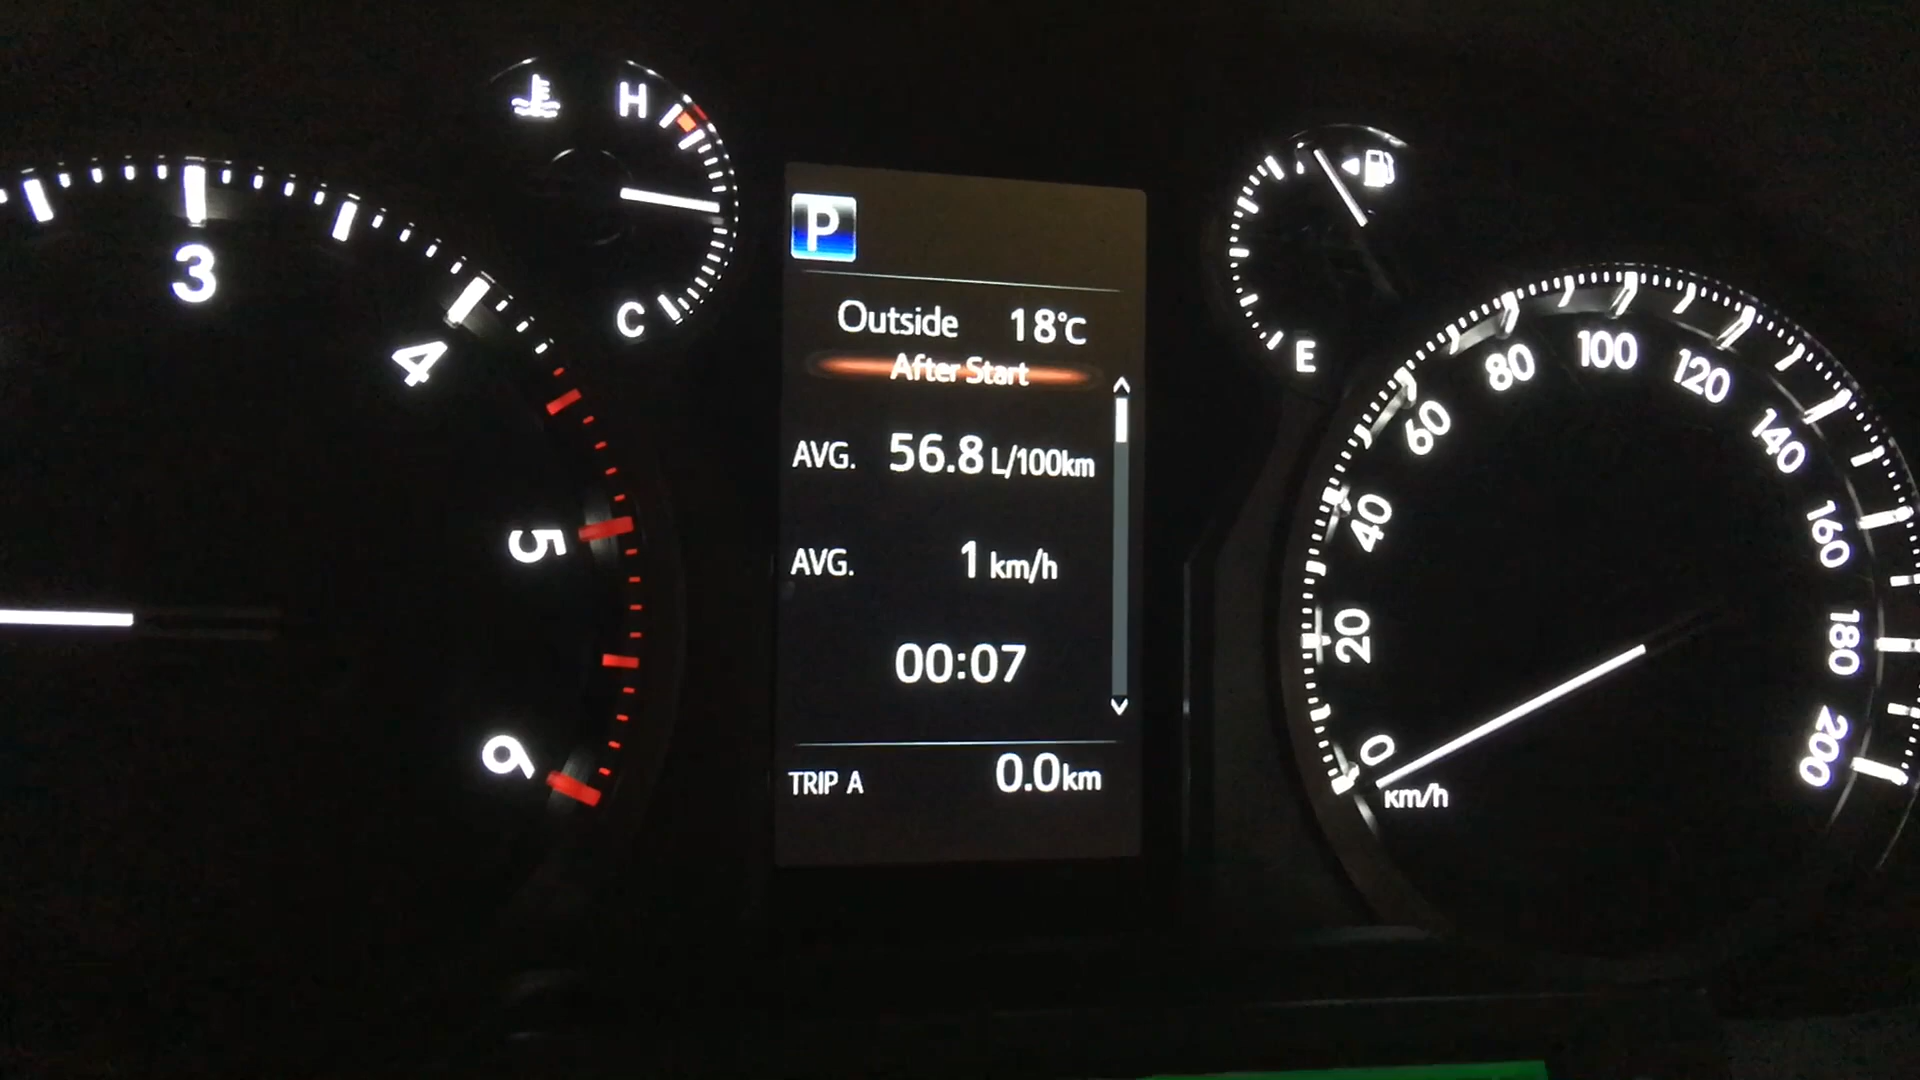 3
4
5
6
H
C
P
Outside 18°C
After Start
AVG. 56.8 L/100km
AVG. 1 km/h
00:07
TRIP A 0.0km
E
0
20
40
60
80
100
120
140
160
180
200
km/h